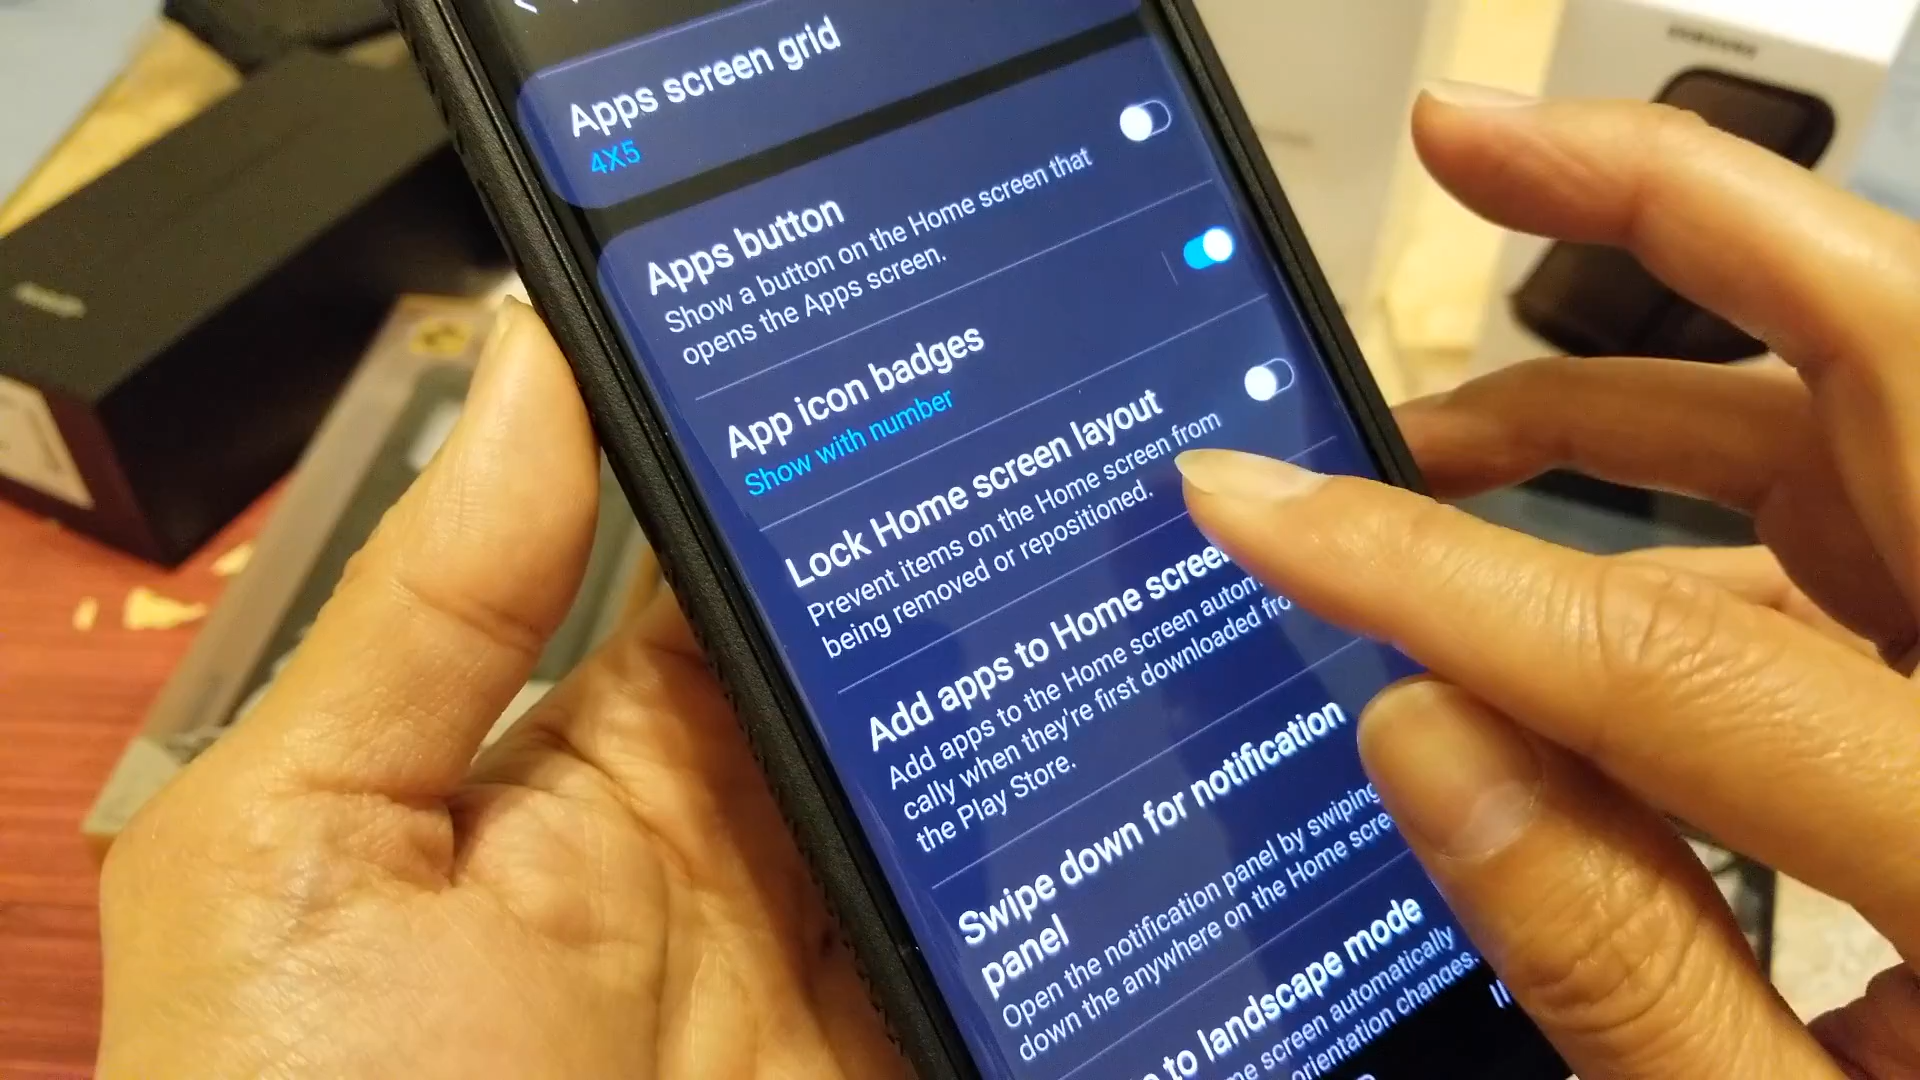 Apps screen grid
4X5
Apps button
Show a button on the Home screen that
opens the Apps screen.
App icon badges
Show with number
Lock Home screen layout
Prevent items on the Home screen from
being removed or repositioned.
Add apps to Home screen
Add apps to the Home screen autom
cally when they're first downloaded fro
the Play Store.
Swipe down for notification
panel
Open the notification panel by swiping
down the anywhere on the Home scre
to landscape mode
me screen automatically
orientation changes.
SAMSUNG